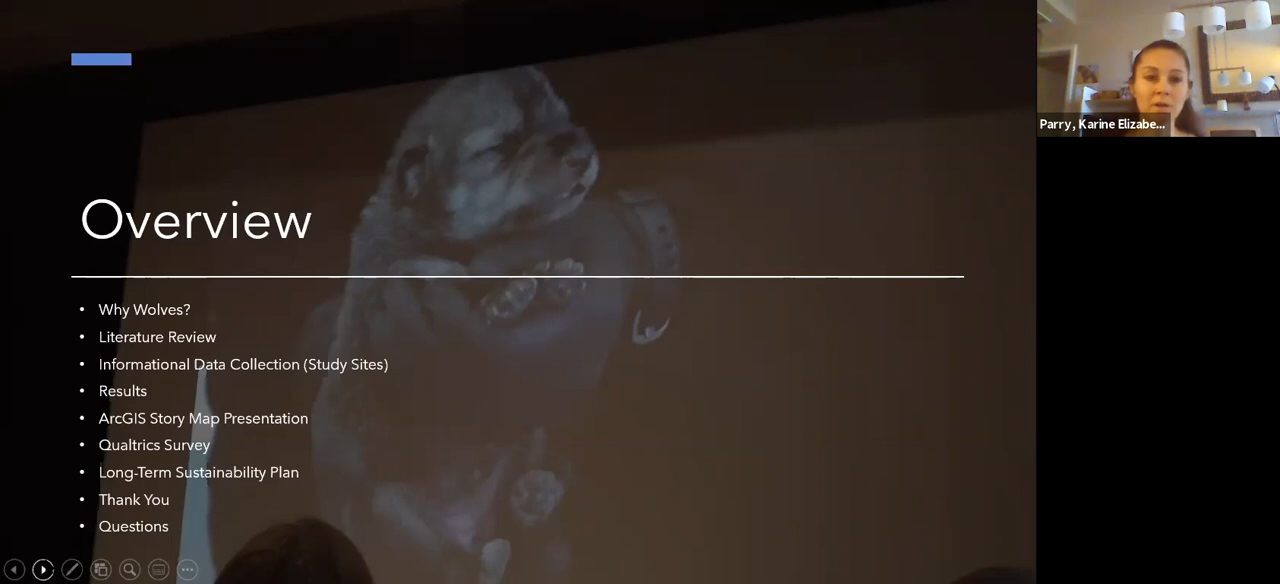 Overview
• Why Wolves?
• Literature Review
• Informational Data Collection (Study Sites)
• Results
• ArcGIS Story Map Presentation
• Qualtrics Survey
• Long-Term Sustainability Plan
• Thank You
• Questions
Parry, Karine Elizabe...